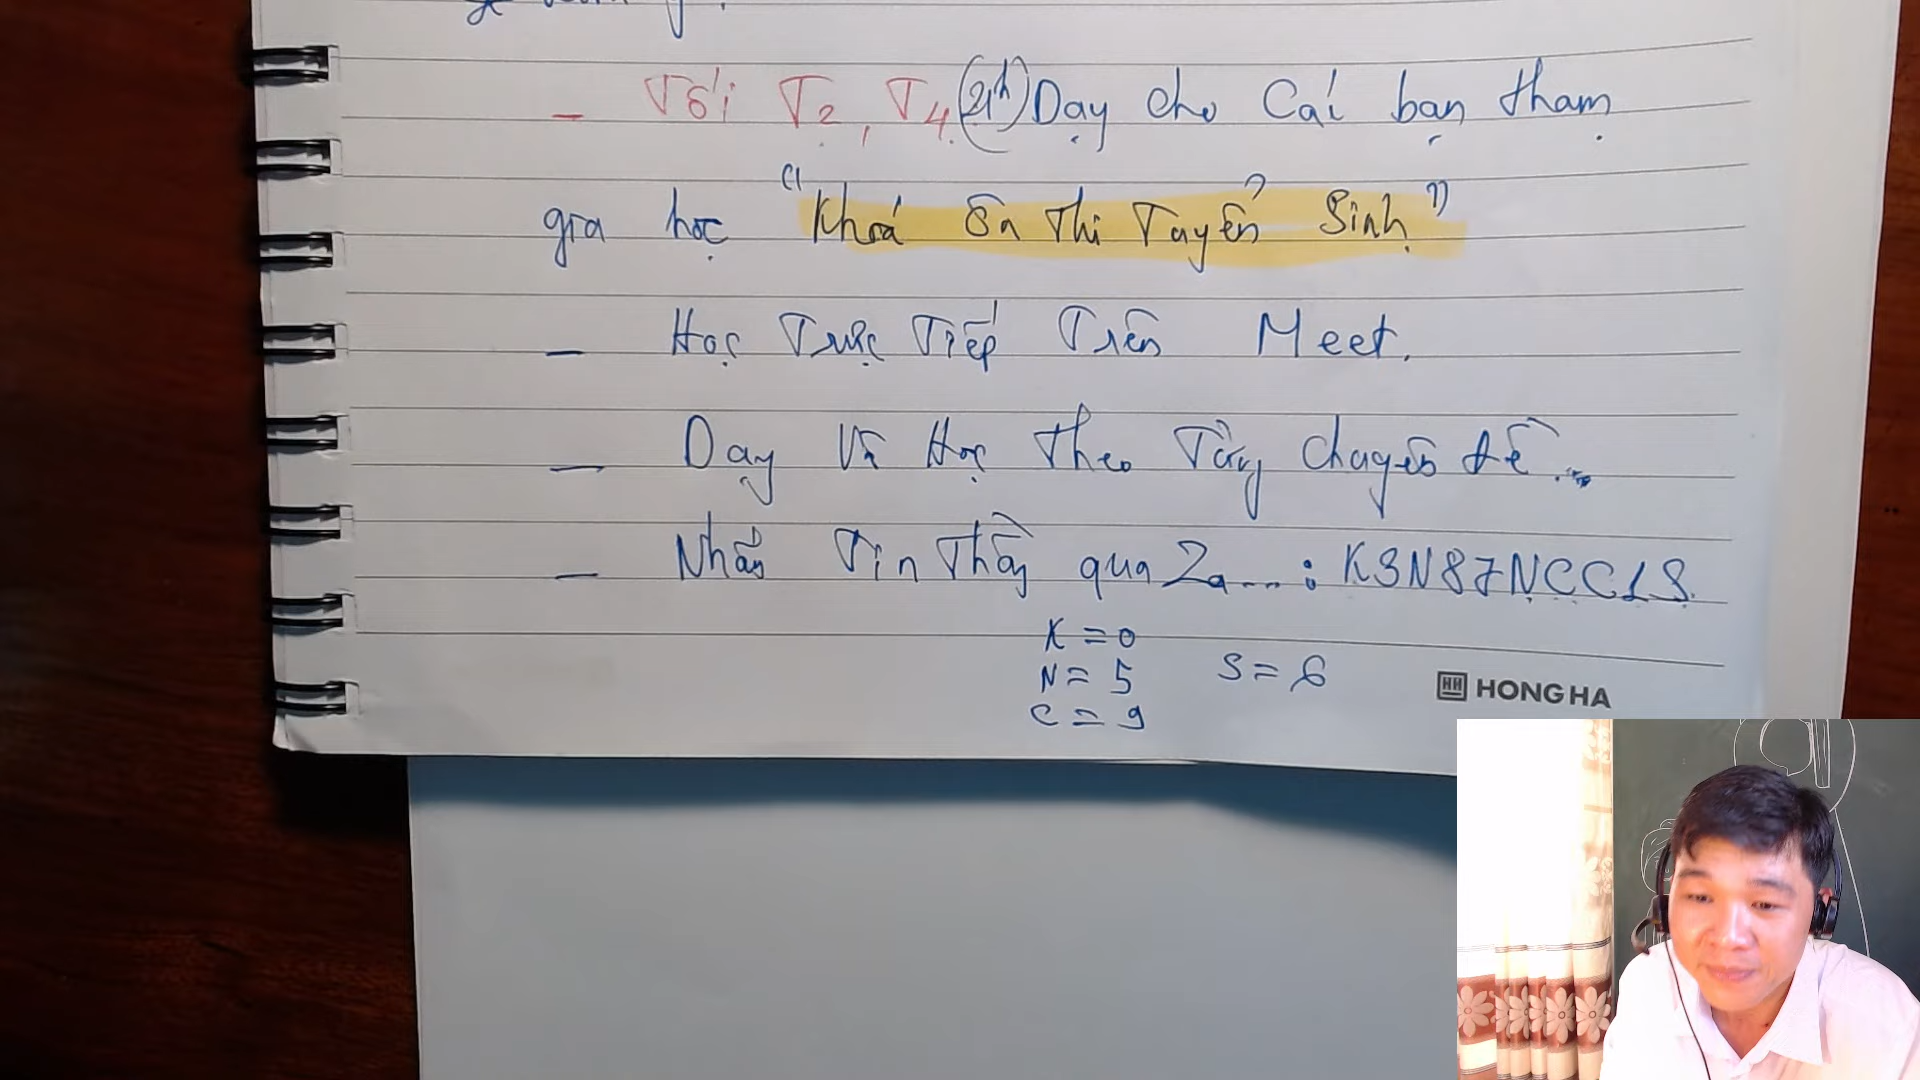 - Tối T2, T4 (21h) Dạy cho Các bạn tham
gia học "Khoá Ôn Thi Tuyển Sinh"
- Học Trực Tiếp Trên Meet.
- Dạy Và Học Theo Từng Chuyên đề...
- Nhắn Tin Thầy qua Za...: K3N87NCCLS
K = 0
N = 5 S = 6
C = 9
HH HONG HA